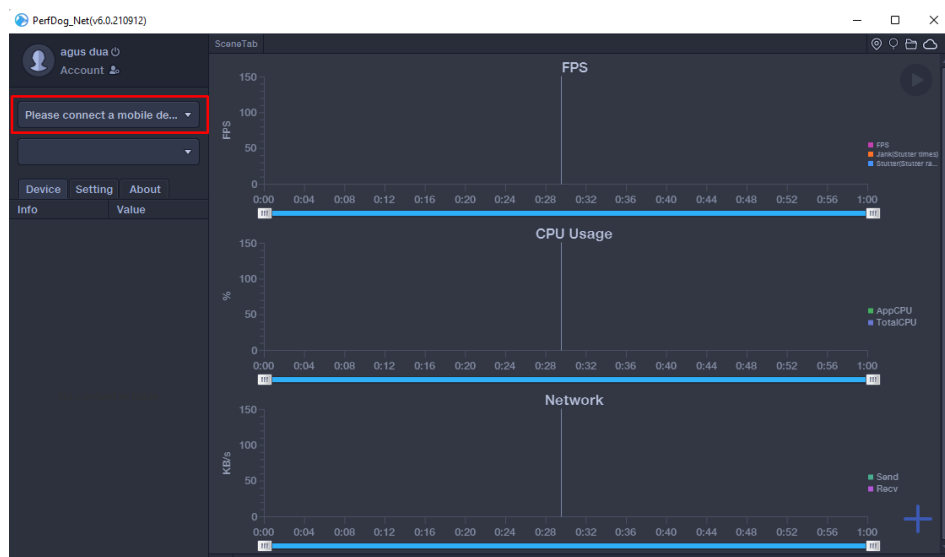 PerfDog_Net(v6.0.210912)
agus dua
Account
Please connect a mobile de...
Device Setting About
Info Value
SceneTab
FPS
FPS
150
100
50
0
0:00 0:04 0:08 0:12 0:16 0:20 0:24 0:28 0:32 0:36 0:40 0:44 0:48 0:52 0:56 1:00
FPS
Jank(Stutter times)
Stutter(Stutter ra...
CPU Usage
%
150
100
50
0
0:00 0:04 0:08 0:12 0:16 0:20 0:24 0:28 0:32 0:36 0:40 0:44 0:48 0:52 0:56 1:00
AppCPU
TotalCPU
Network
KB/s
150
100
50
0
0:00 0:04 0:08 0:12 0:16 0:20 0:24 0:28 0:32 0:36 0:40 0:44 0:48 0:52 0:56 1:00
Send
Recv